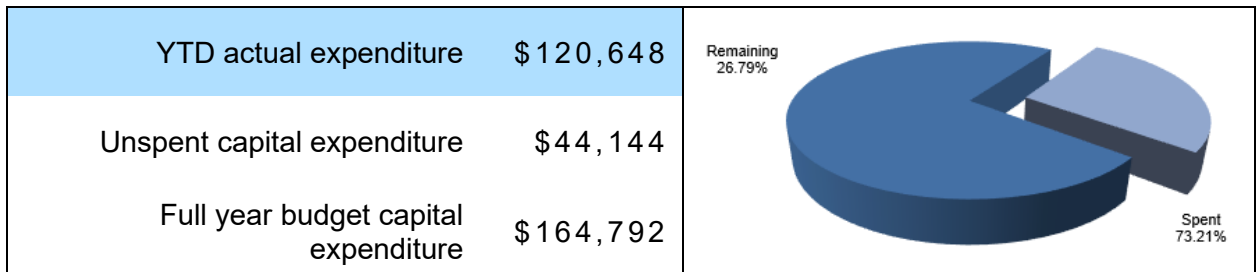 YTD actual expenditure $120,648
Unspent capital expenditure $44,144
Full year budget capital
expenditure $164,792
Remaining
26.79%
Spent
73.21%